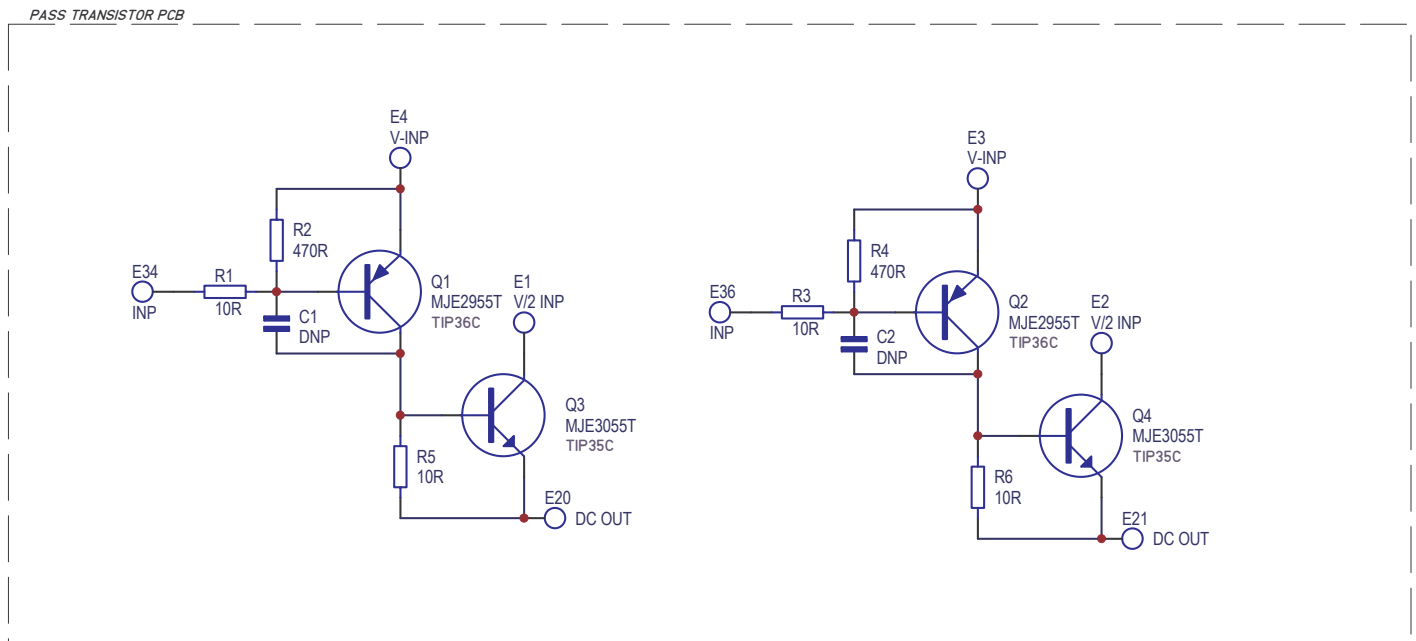 PASS TRANSISTOR PCB
E4
V-INP
R2
470R
E34
INP
R1
10R
C1
DNP
Q1
MJE2955T
TIP36C
E1
V/2 INP
Q3
MJE3055T
TIP35C
R5
10R
E20
DC OUT
E3
V-INP
R4
470R
E36
INP
R3
10R
C2
DNP
Q2
MJE2955T
TIP36C
E2
V/2 INP
Q4
MJE3055T
TIP35C
R6
10R
E21
DC OUT